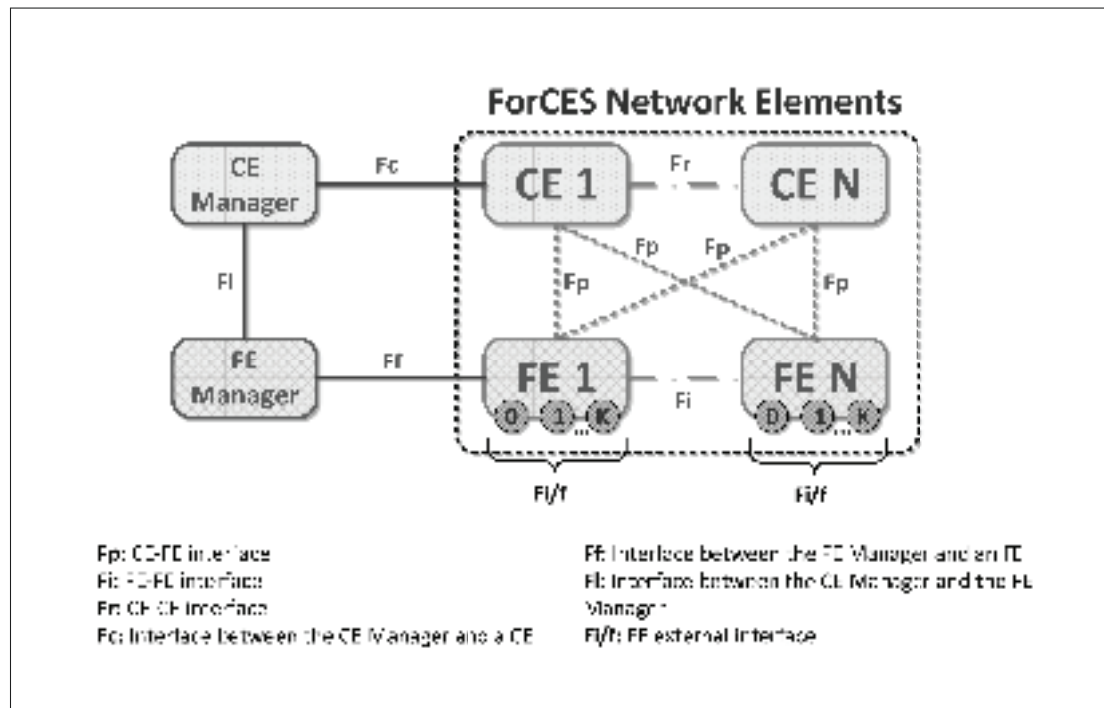 ForCES Network Elements
CE
Manager
Fc
CE 1
Fr
CE N
Fl
Fp
Fp
Fp
Fp
FE
Manager
Ff
FE 1
Fi
FE N
0 1 ... K
0 1 ... K
Fi/f
Fi/f
Fp: CE-FE interface
Fi: FE-FE interface
Fr: CE-CE interface
Fc: Interface between the CE Manager and a CE
Ff: Interface between the FE Manager and an FE
Fl: Interface between the CE Manager and the FE
Manager
Fi/f: FE external interface